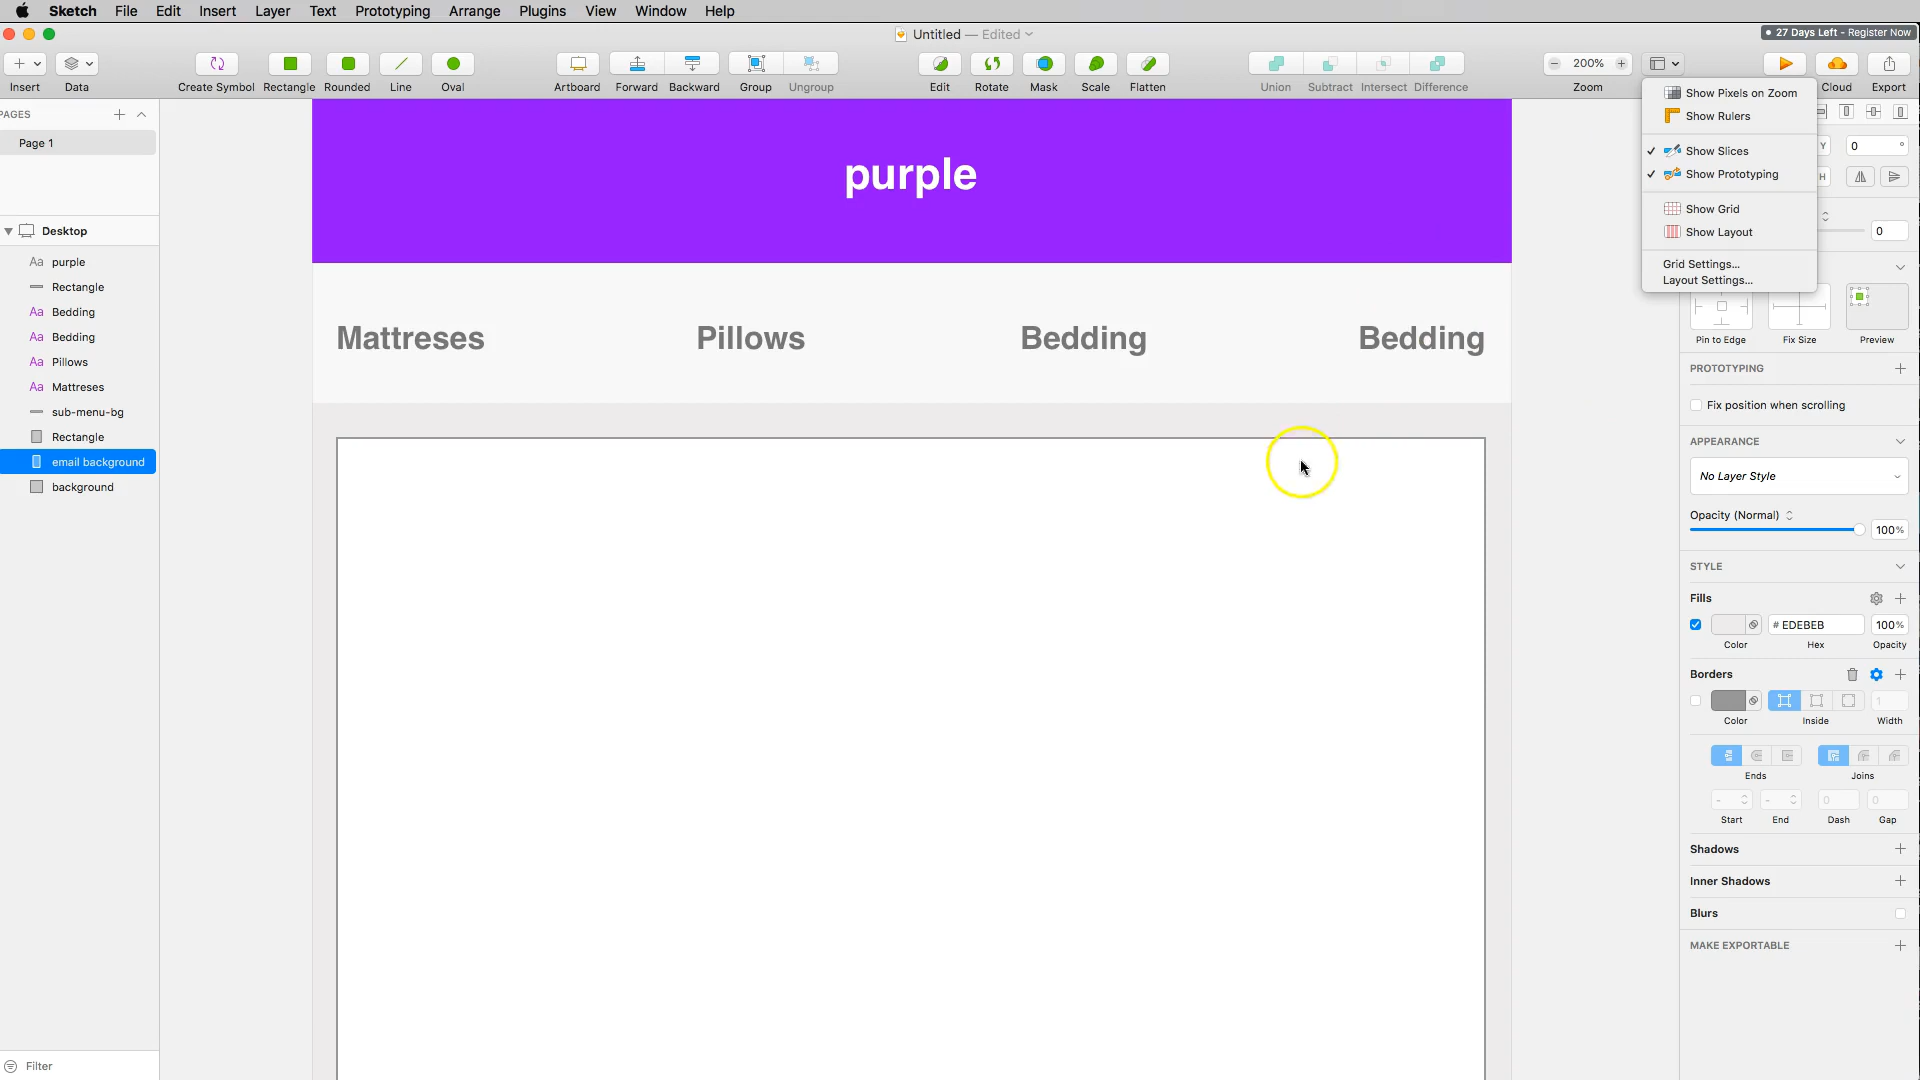 Sketch File Edit Insert Layer Text Prototyping Arrange Plugins View Window Help
Untitled — Edited
27 Days Left - Register Now
200%
Insert Data Create Symbol Rectangle Rounded Line Oval Artboard Forward Backward Group Ungroup Edit Rotate Mask Scale Flatten Union Subtract Intersect Difference Zoom Cloud Export
PAGES
Page 1
Desktop
purple
Rectangle
Bedding
Bedding
Pillows
Mattreses
sub-menu-bg
Rectangle
email background
background
Filter
purple
Mattreses Pillows Bedding Bedding
Show Pixels on Zoom
Show Rulers
Show Slices
Show Prototyping
Show Grid
Show Layout
Grid Settings...
Layout Settings...
Y 0 °
H
0
Pin to Edge Fix Size Preview
PROTOTYPING
Fix position when scrolling
APPEARANCE
No Layer Style
Opacity (Normal)
100%
STYLE
Fills
# EDEBEB 100%
Color Hex Opacity
Borders
1
Color Inside Width
Ends Joins
- - 0 0
Start End Dash Gap
Shadows
Inner Shadows
Blurs
MAKE EXPORTABLE